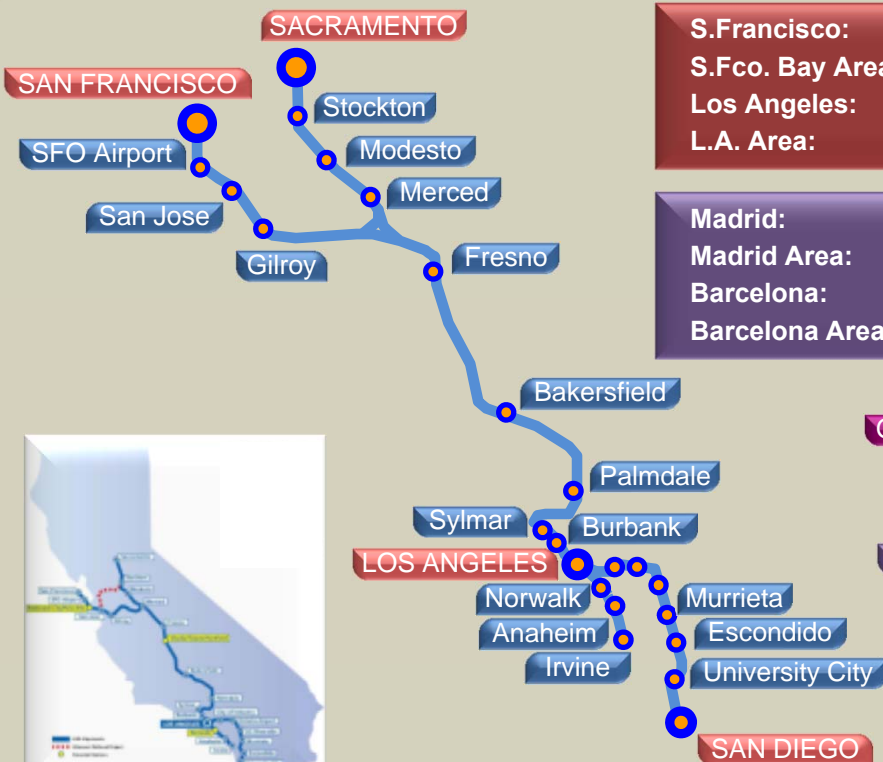 SACRAMENTO
SAN FRANCISCO
Stockton
SFO Airport
Modesto
Merced
San Jose
Gilroy
Fresno
Bakersfield
Palmdale
Sylmar
Burbank
LOS ANGELES
Norwalk
Murrieta
Anaheim
Escondido
Irvine
University City
SAN DIEGO
S.Francisco:
S.Fco. Bay Area
Los Angeles:
L.A. Area:
Madrid:
Madrid Area:
Barcelona:
Barcelona Area